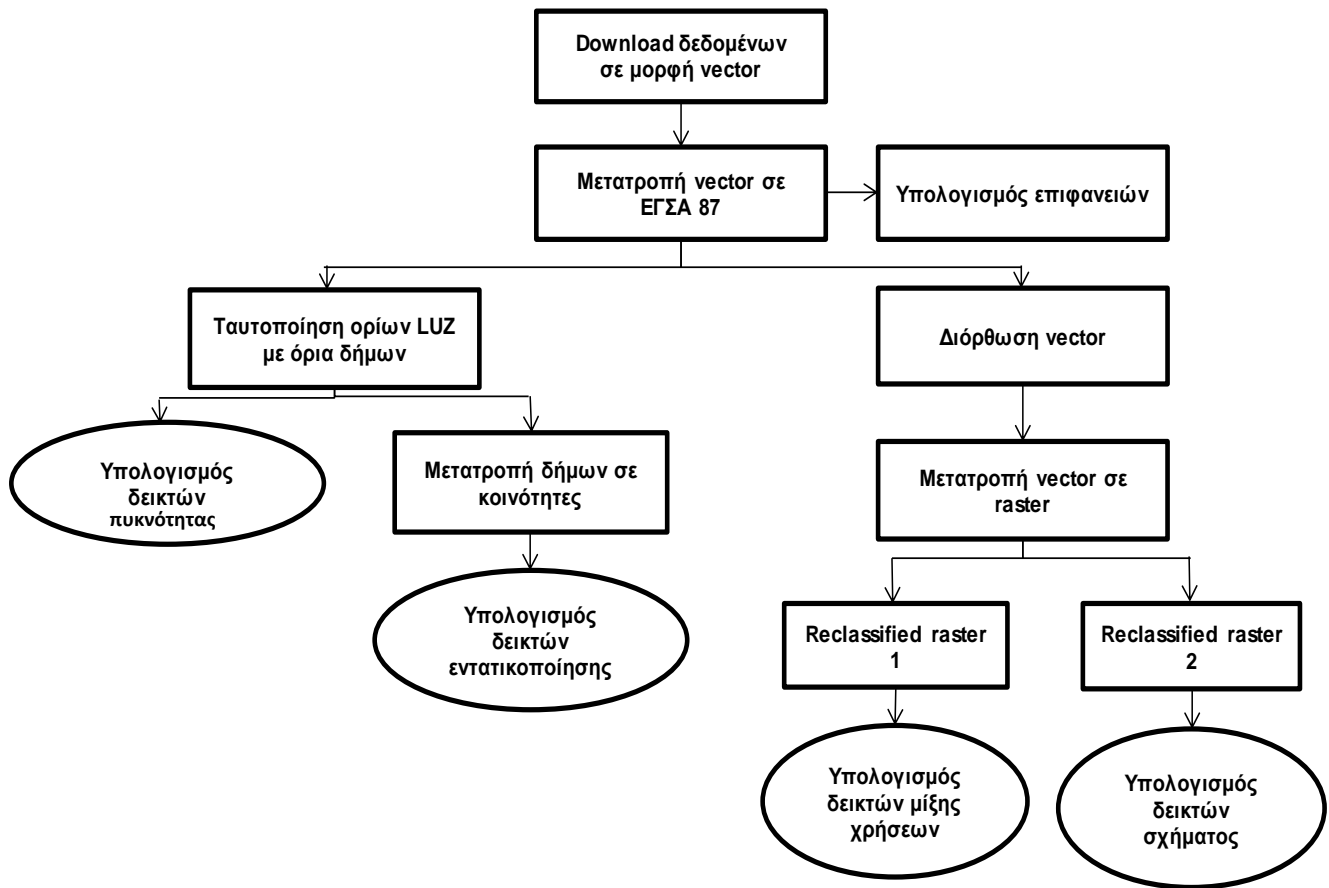 Download δεδομένων
σε μορφή vector
Μετατροπή vector σε
ΕΓΣΑ 87
Υπολογισμός επιφανειών
Ταυτοποίηση ορίων LUZ
με όρια δήμων
Διόρθωση vector
Υπολογισμός
δεικτών
πυκνότητας
Μετατροπή δήμων σε
κοινότητες
Μετατροπή vector σε
raster
Υπολογισμός
δεικτών
εντατικοποίησης
Reclassified raster
1
Reclassified raster
2
Υπολογισμός
δεικτών μίξης
χρήσεων
Υπολογισμός
δεικτών
σχήματος